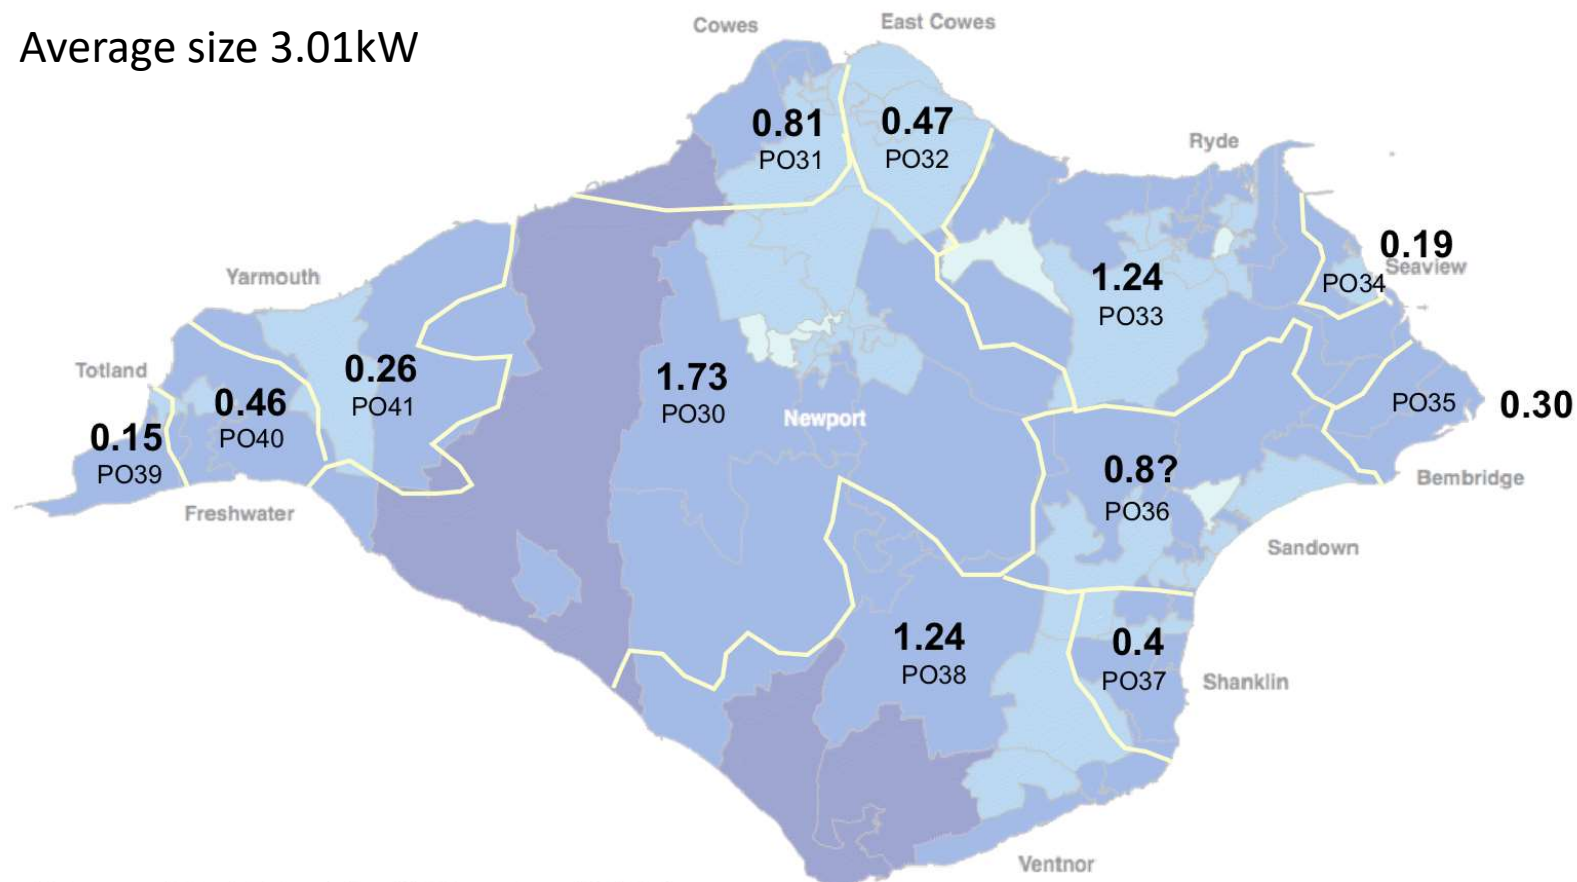 Average size 3.01kW
Cowes
East Cowes
0.81
PO31
0.47
PO32
Ryde
0.19
PO34
Seaview
1.24
PO33
Yarmouth
Totland
0.26
PO41
0.46
PO40
0.15
PO39
Freshwater
1.73
PO30
Newport
PO35
0.30
Bembridge
0.8?
PO36
Sandown
1.24
PO38
0.4
PO37
Shanklin
Ventnor